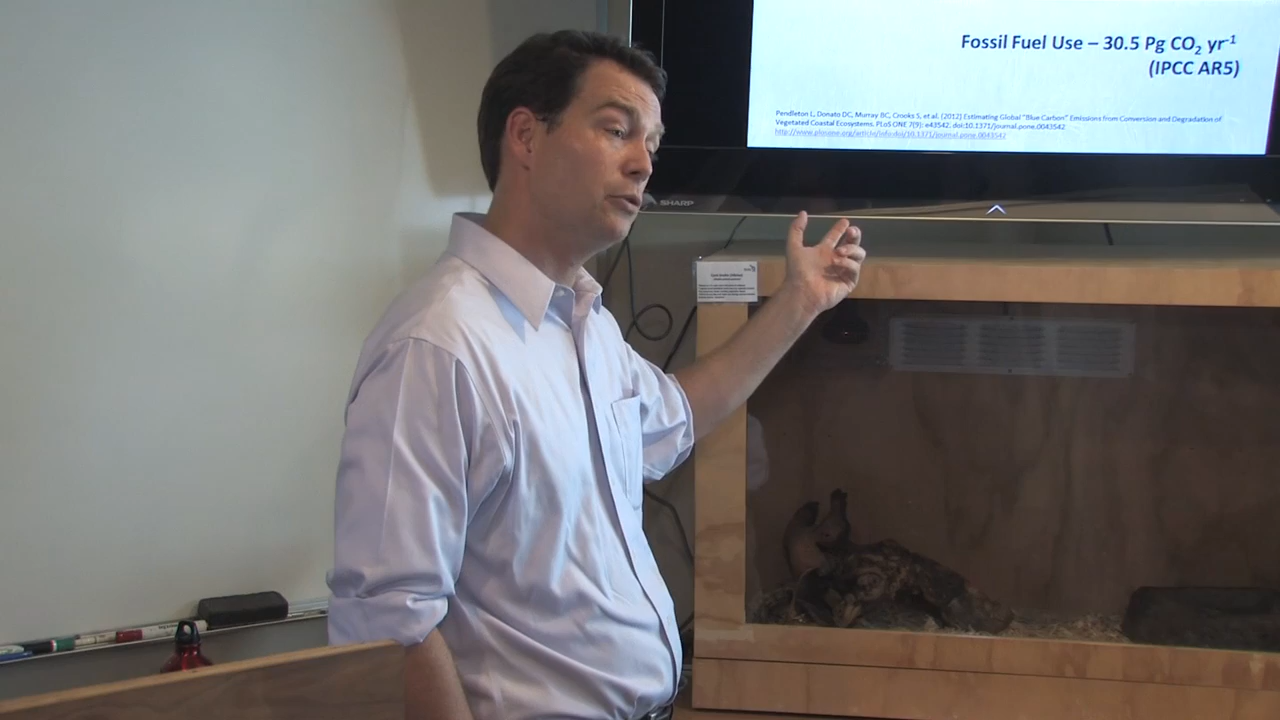 Fossil Fuel Use – 30.5 Pg CO2 yr-1
(IPCC AR5)
Pendleton L, Donato DC, Murray BC, Crooks S, et al. (2012) Estimating Global "Blue Carbon" Emissions from Conversion and Degradation of
Vegetated Coastal Ecosystems. PLoS ONE 7(9): e43542. doi:10.1371/journal.pone.0043542
http://www.plosone.org/article/info:doi/10.1371/journal.pone.0043542
SHARP